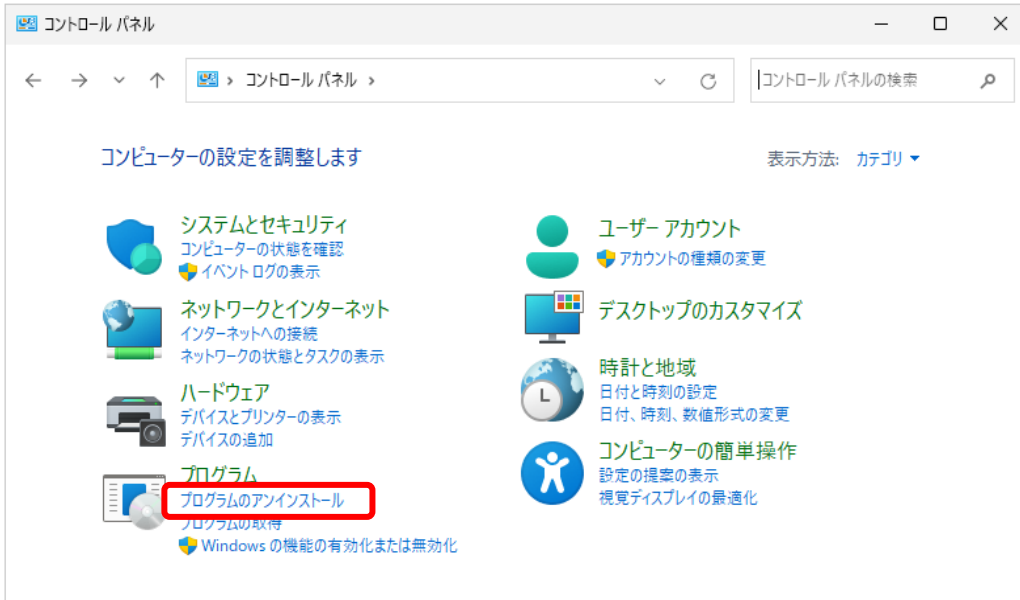 コントロール パネル
コントロール パネル
コントロール パネルの検索
コンピューターの設定を調整します
表示方法: カテゴリ
システムとセキュリティ
コンピューターの状態を確認
イベント ログの表示
ネットワークとインターネット
インターネットへの接続
ネットワークの状態とタスクの表示
ハードウェア
デバイスとプリンターの表示
デバイスの追加
プログラム
プログラムのアンインストール
プログラムの取得
Windows の機能の有効化または無効化
ユーザー アカウント
アカウントの種類の変更
デスクトップのカスタマイズ
時計と地域
日付と時刻の設定
日付、時刻、数値形式の変更
コンピューターの簡単操作
設定の提案の表示
視覚ディスプレイの最適化